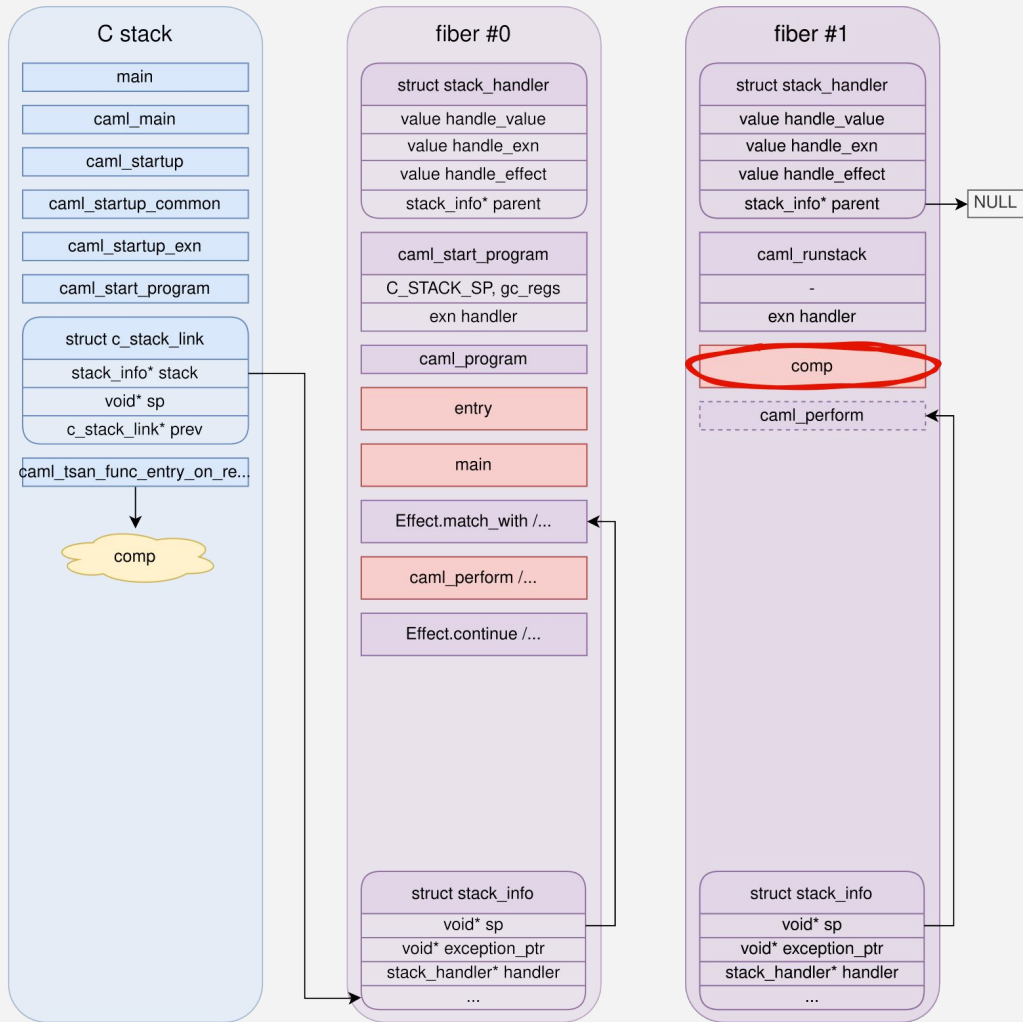 C stack
main
caml_main
caml_startup
caml_startup_common
caml_startup_exn
caml_start_program
struct c_stack_link
stack_info* stack
void* sp
c_stack_link* prev
caml_tsan_func_entry_on_re...
comp
fiber #0
struct stack_handler
value handle_value
value handle_exn
value handle_effect
stack_info* parent
caml_start_program
C_STACK_SP, gc_regs
exn handler
caml_program
entry
main
Effect.match_with /...
caml_perform /...
Effect.continue /...
struct stack_info
void* sp
void* exception_ptr
stack_handler* handler
...
fiber #1
struct stack_handler
value handle_value
value handle_exn
value handle_effect
stack_info* parent
NULL
caml_runstack
-
exn handler
comp
caml_perform
struct stack_info
void* sp
void* exception_ptr
stack_handler* handler
...